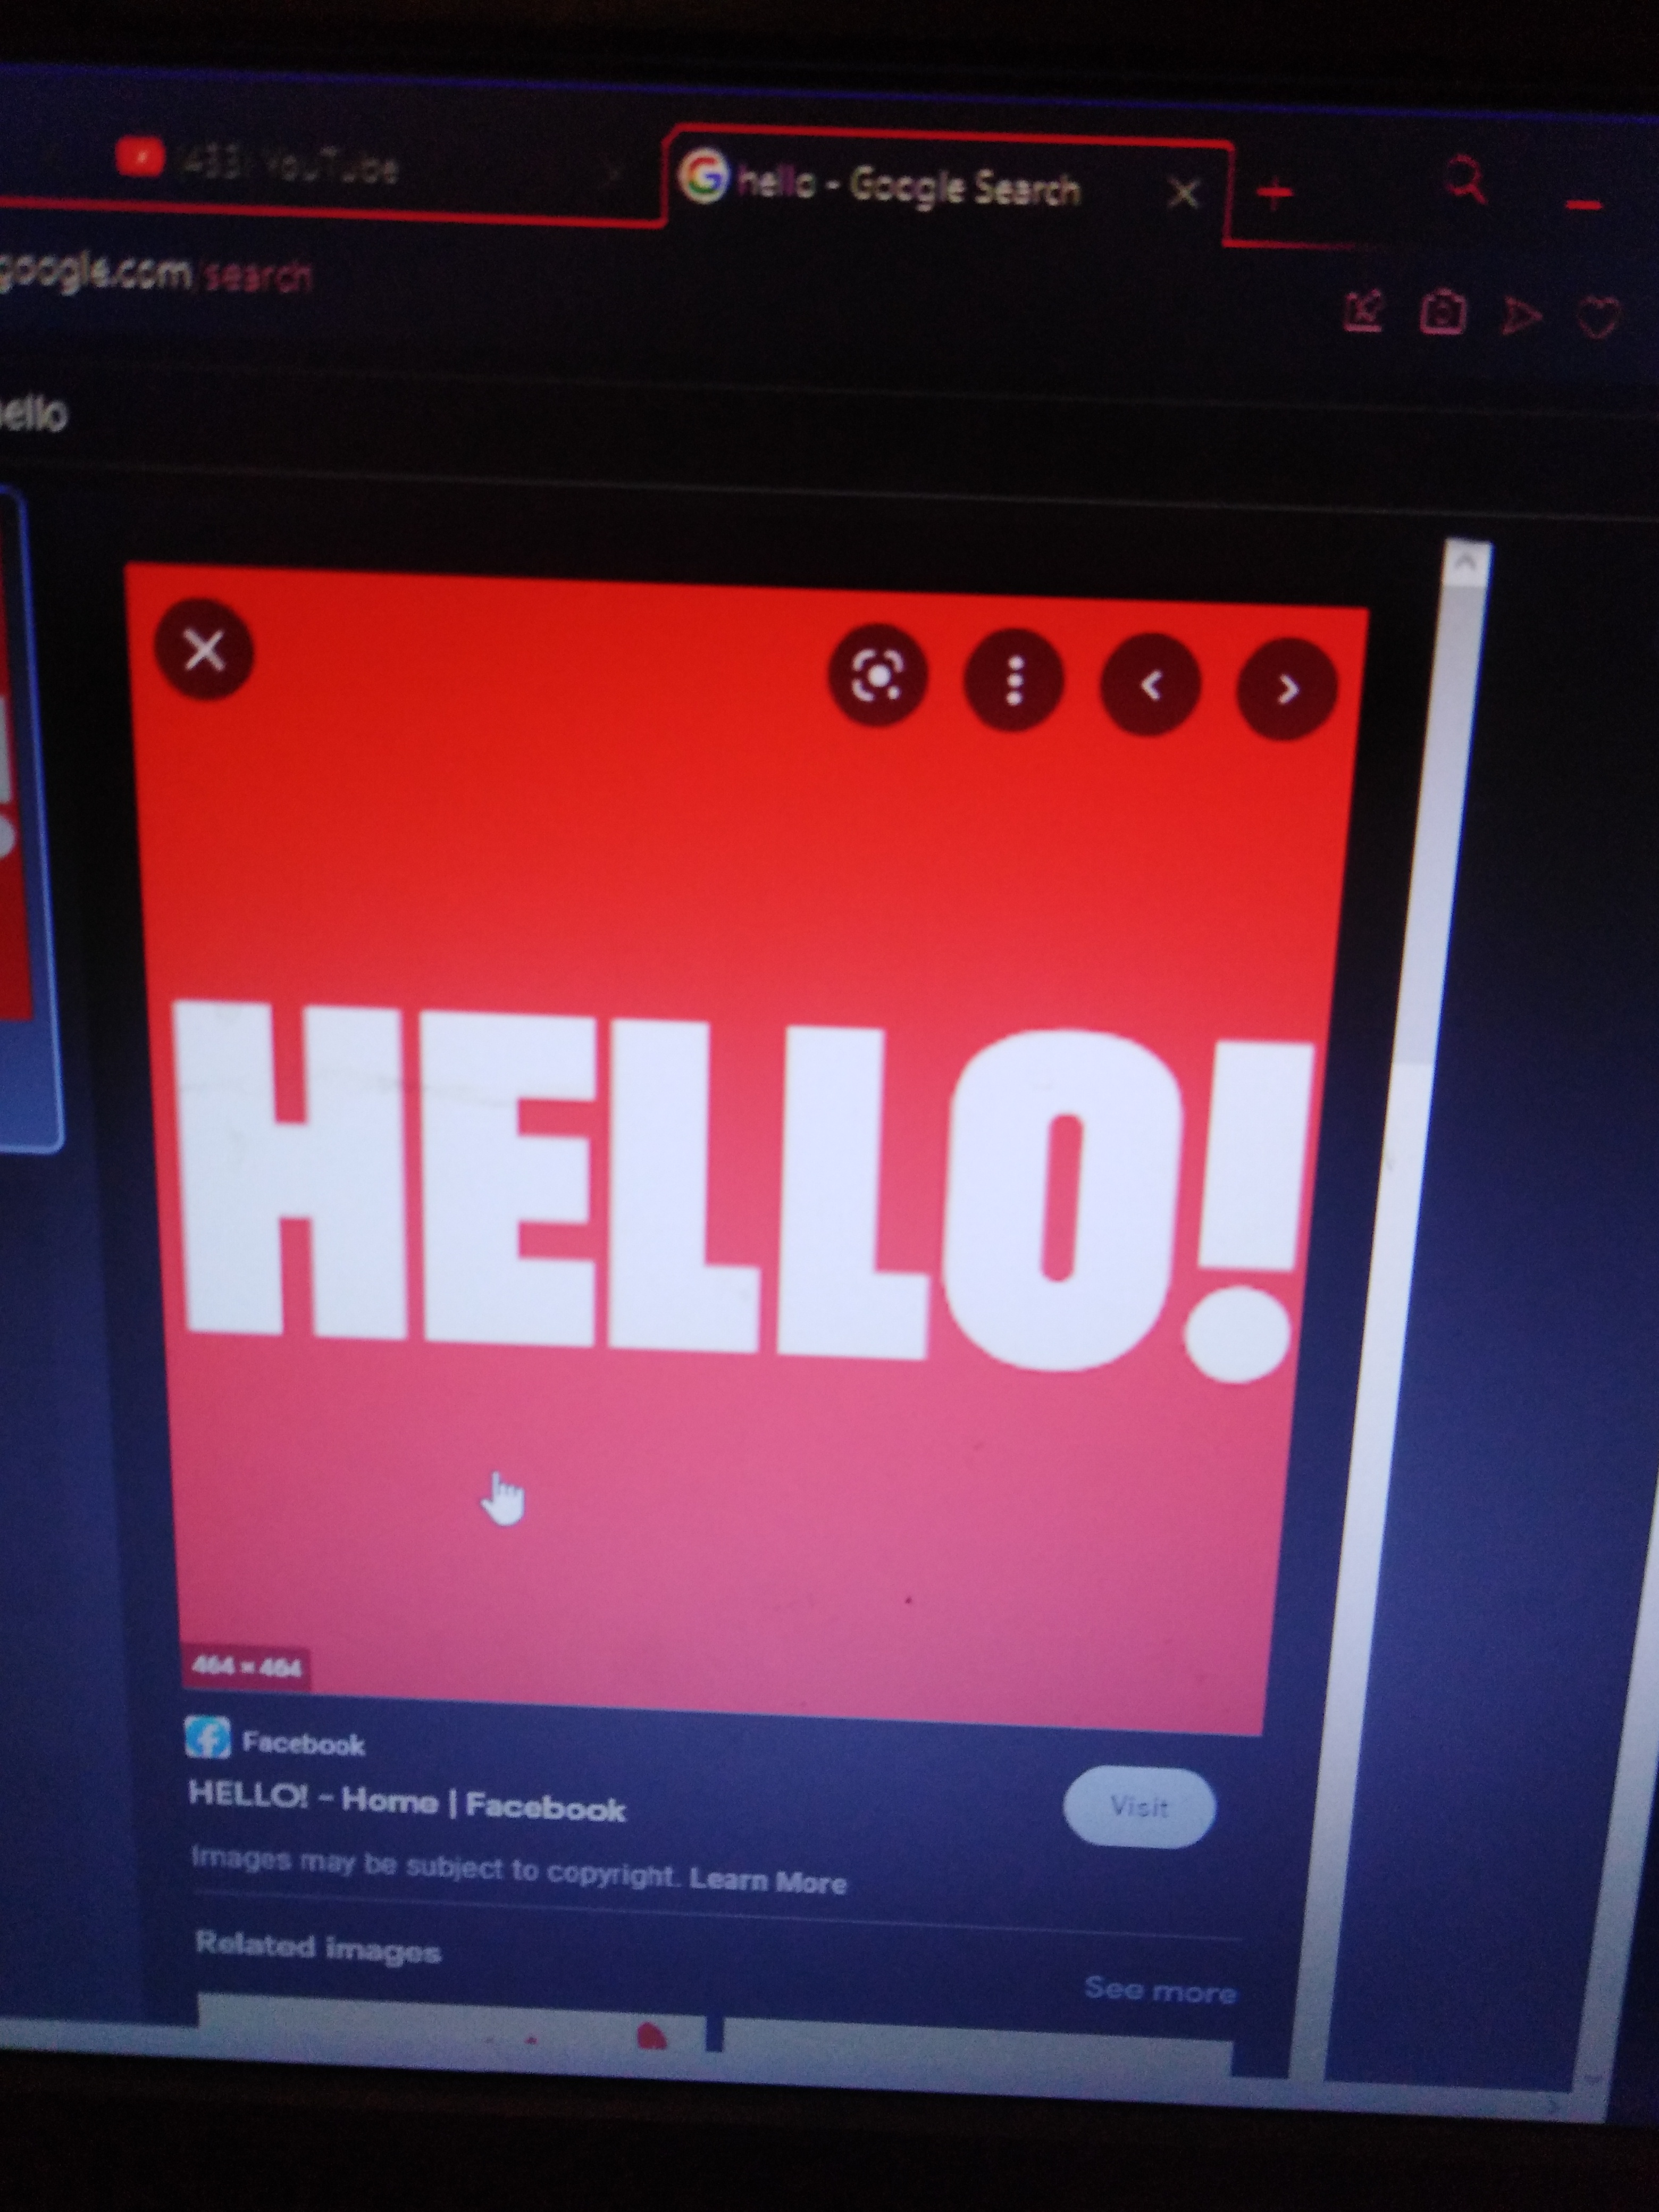 (433) YouTube
hello - Google Search
google.com/search
ello
HELLO!
464 × 464
Facebook
HELLO! - Home | Facebook
Visit
Images may be subject to copyright. Learn More
Related images
See more